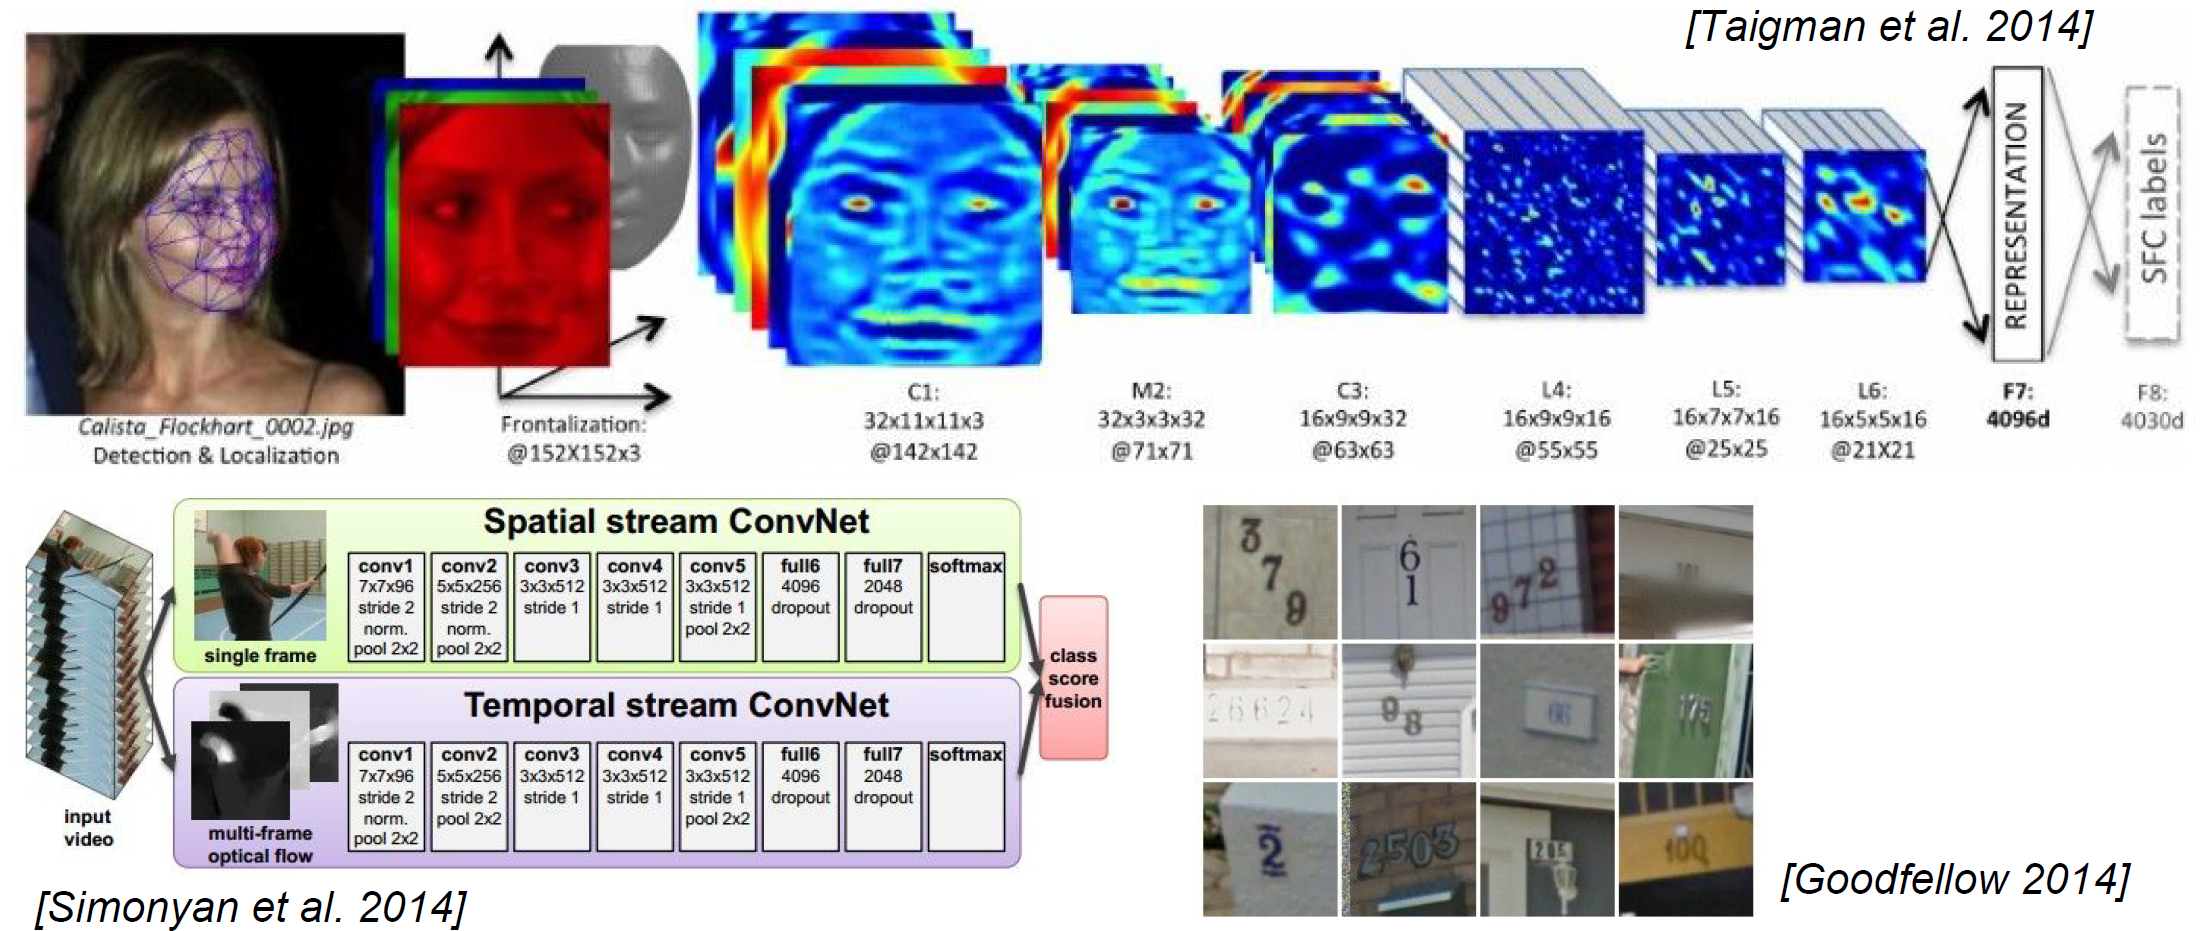 [Taigman et al. 2014]
Calista_Flockhart_0002.jpg
Detection & Localization
Frontalization:
@152X152x3
C1:
32x11x11x3
@142x142
M2:
32x3x3x32
@71x71
C3:
16x9x9x32
@63x63
L4:
16x9x9x16
@55x55
L5:
16x7x7x16
@25x25
L6:
16x5x5x16
@21X21
REPRESENTATION
F7:
4096d
SFC labels
F8:
4030d
input
video
Spatial stream ConvNet
single frame
conv1
7x7x96
stride 2
norm.
pool 2x2
conv2
5x5x256
stride 2
norm.
pool 2x2
conv3
3x3x512
stride 1
conv4
3x3x512
stride 1
conv5
3x3x512
stride 1
pool 2x2
full6
4096
dropout
full7
2048
dropout
softmax
Temporal stream ConvNet
multi-frame
optical flow
conv1
7x7x96
stride 2
norm.
pool 2x2
conv2
5x5x256
stride 2
pool 2x2
conv3
3x3x512
stride 1
conv4
3x3x512
stride 1
conv5
3x3x512
stride 1
pool 2x2
full6
4096
dropout
full7
2048
dropout
softmax
class
score
fusion
[Simonyan et al. 2014]
3
7
9
6
1
972
26624
98
66
175
2
2503
205
100
[Goodfellow 2014]